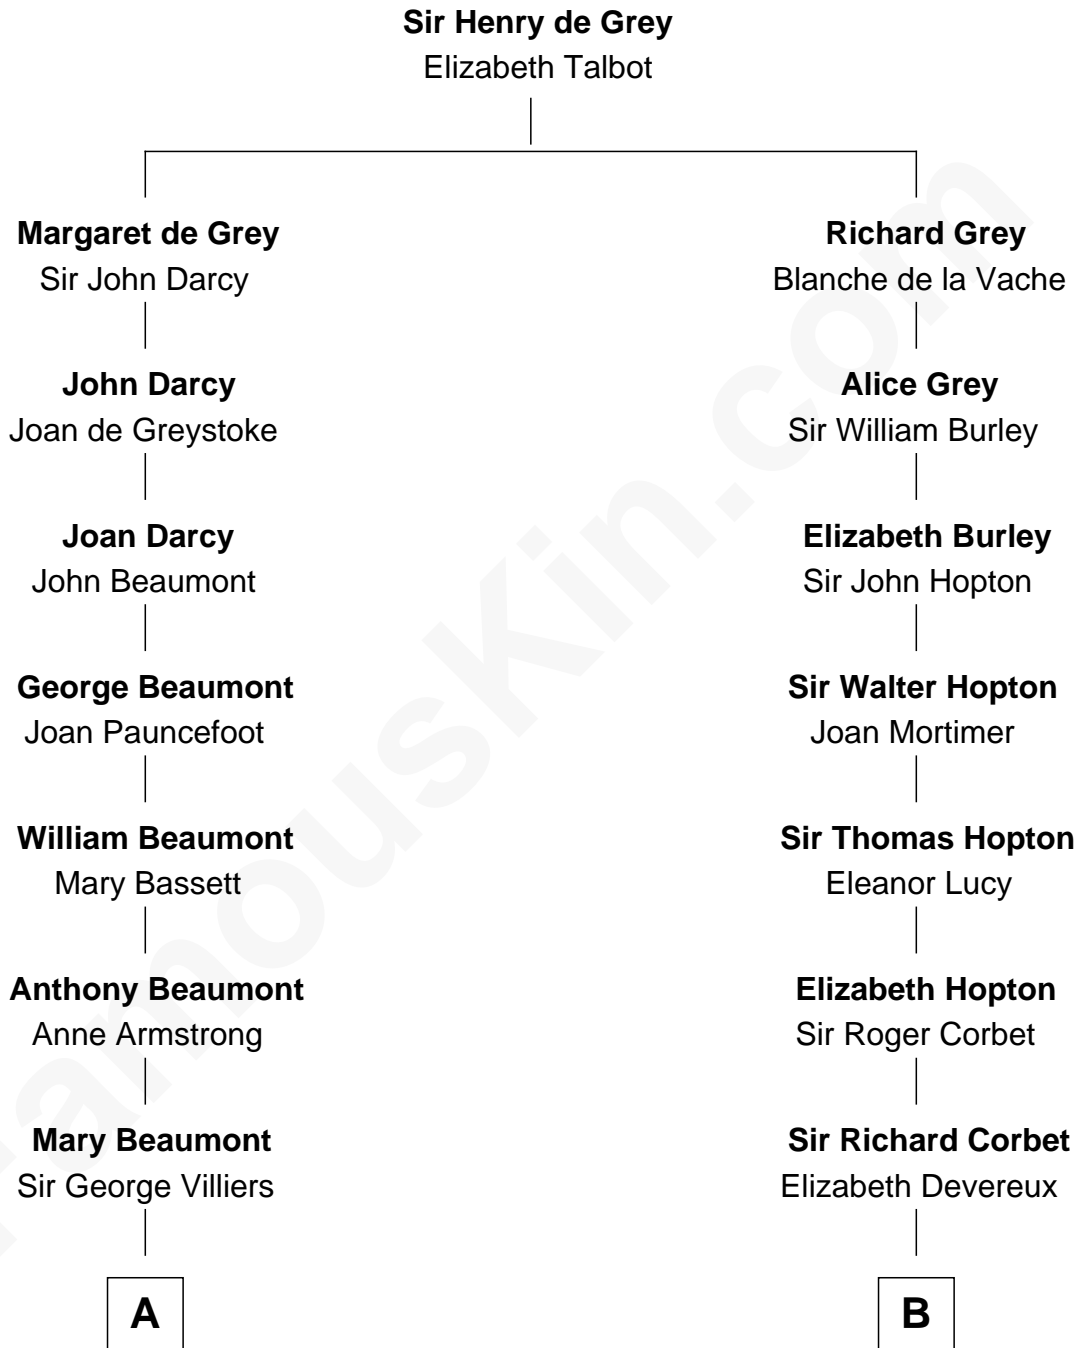 Sir Henry de Grey
Elizabeth Talbot
Margaret de Grey
Sir John Darcy
Richard Grey
Blanche de la Vache
John Darcy
Joan de Greystoke
Alice Grey
Sir William Burley
Joan Darcy
John Beaumont
Elizabeth Burley
Sir John Hopton
George Beaumont
Joan Pauncefoot
Sir Walter Hopton
Joan Mortimer
William Beaumont
Mary Bassett
Sir Thomas Hopton
Eleanor Lucy
Anthony Beaumont
Anne Armstrong
Elizabeth Hopton
Sir Roger Corbet
Mary Beaumont
Sir George Villiers
Sir Richard Corbet
Elizabeth Devereux
A
B
FamousKin.com